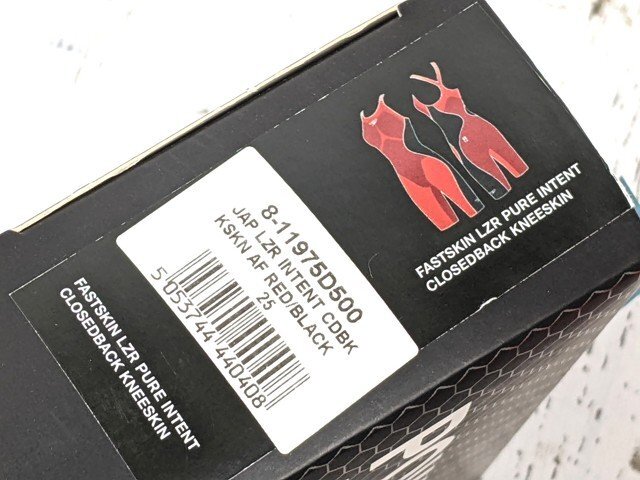 FASTSKIN LZR PURE INTENT
CLOSEDBACK KNEESKIN
8-11975D500
JAP LZR INTENT CDBK
KSKN AF RED/BLACK
25
5 053744 440408
FASTSKIN LZR PURE INTENT
CLOSEDBACK KNEESKIN